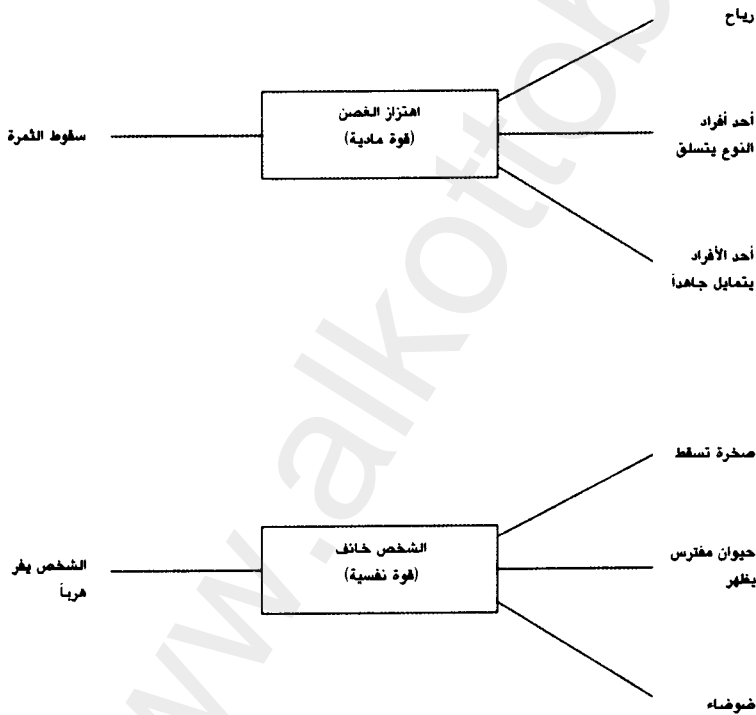 رياح
اهتزاز الغصن
(قوة مادية)
أحد أفراد
النوع يتسلق
سقوط الثمرة
أحد الأفراد
يتمايل جاهداً
صخرة تسقط
الشخص خائف
(قوة نفسية)
حيوان مفترس
يظهر
الشخص يفر
هرباً
ضوضاء
www.alkottob